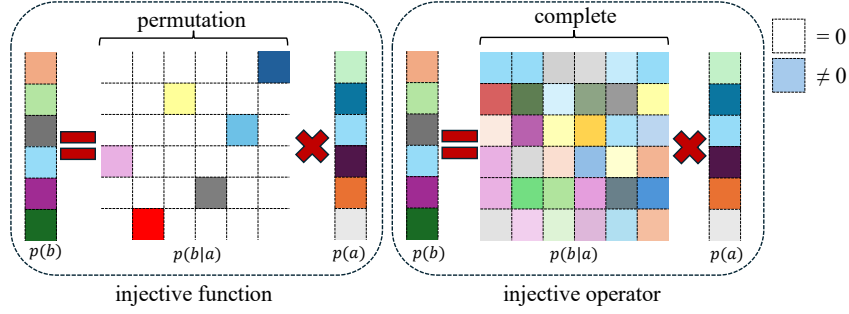 permutation
complete
= 0
≠ 0
p(b)
p(b|a)
p(a)
p(b)
p(b|a)
p(a)
injective function
injective operator